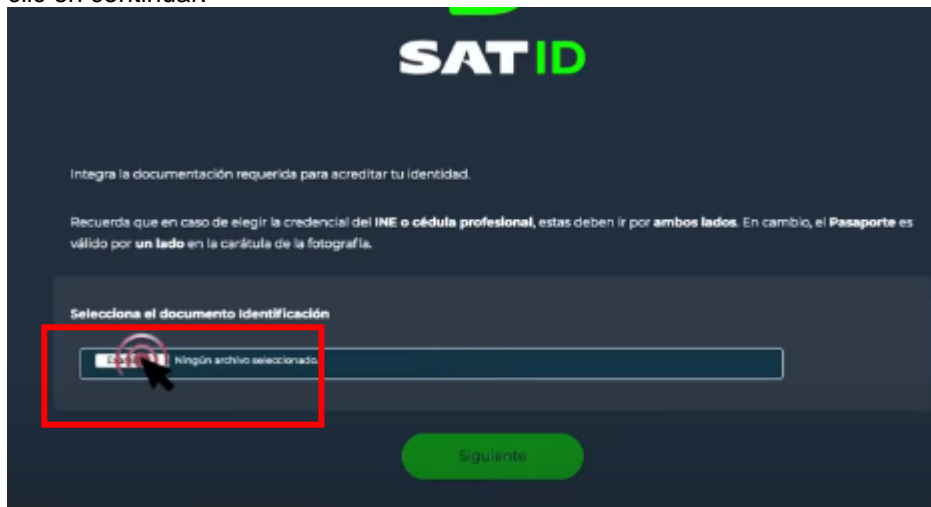 SATID
Integra la documentación requerida para acreditar tu identidad.
Recuerda que en caso de elegir la credencial del INE o cédula profesional, estas deben ir por ambos lados. En cambio, el Pasaporte es
válido por un lado en la carátula de la fotografía.
Selecciona el documento Identificación
Ningún archivo seleccionado.
Siguiente